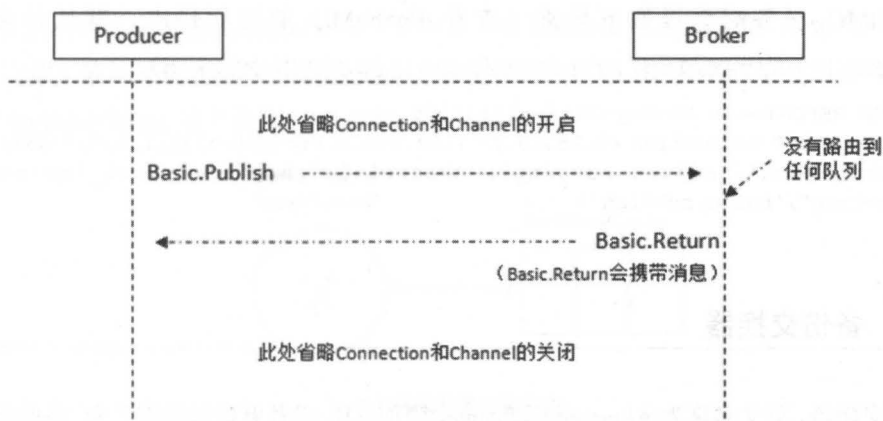 Producer
Broker
此处省略Connection和Channel的开启
没有路由到
任何队列
Basic.Publish
Basic.Return
（Basic.Return会携带消息）
此处省略Connection和Channel的关闭